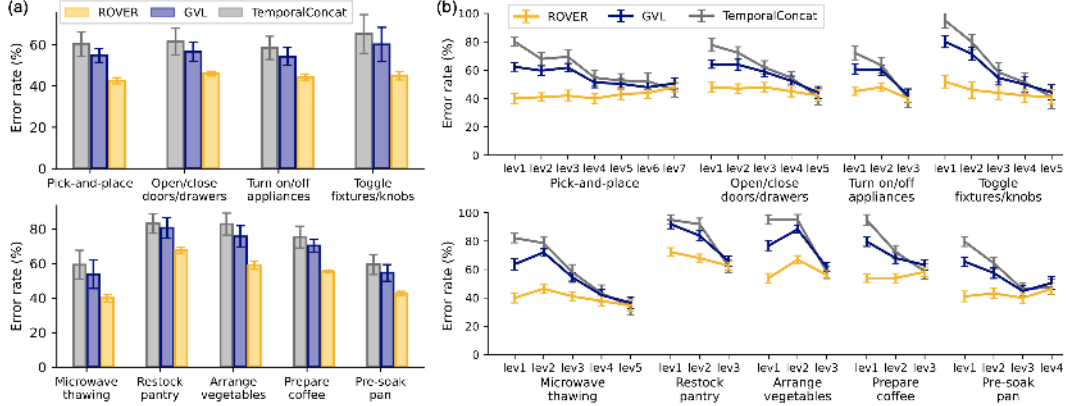 (a)
ROVER GVL TemporalConcat
Error rate (%)
60
40
20
0
Pick-and-place
Open/close
doors/drawers
Turn on/off
appliances
Toggle
fixtures/knobs
Error rate (%)
80
60
40
20
0
Microwave
thawing
Restock
pantry
Arrange
vegetables
Prepare
coffee
Pre-soak
pan
(b)
ROVER GVL TemporalConcat
Error rate (%)
100
80
60
40
20
0
lev1 lev2 lev3 lev4 lev5 lev6 lev7
Pick-and-place
lev1 lev2 lev3 lev4 lev5
Open/close
doors/drawers
lev1 lev2 lev3
Turn on/off
appliances
lev1 lev2 lev3 lev4 lev5
Toggle
fixtures/knobs
Error rate (%)
100
80
60
40
20
0
lev1 lev2 lev3 lev4 lev5
Microwave
thawing
lev1 lev2 lev3
Restock
pantry
lev1 lev2 lev3
Arrange
vegetables
lev1 lev2 lev3
Prepare
coffee
lev1 lev2 lev3 lev4
Pre-soak
pan